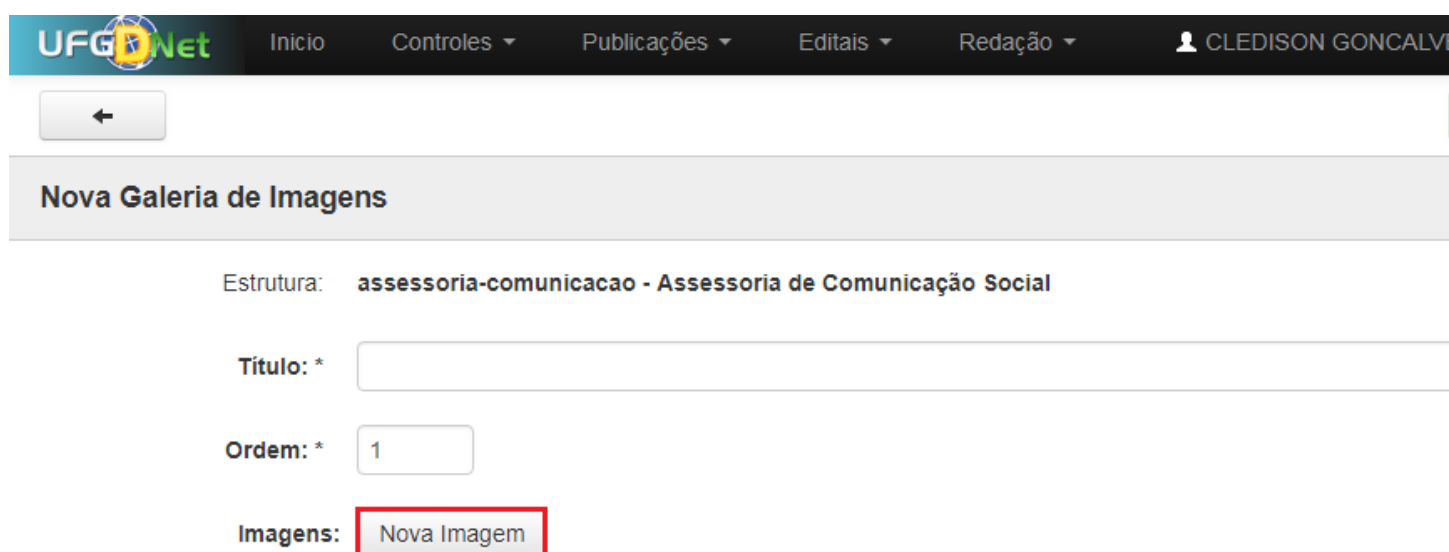 UFGDNet Inicio Controles Publicações Editais Redação CLEDISON GONCALVE
Nova Galeria de Imagens
Estrutura: assessoria-comunicacao - Assessoria de Comunicação Social
Título: *
Ordem: * 1
Imagens: Nova Imagem